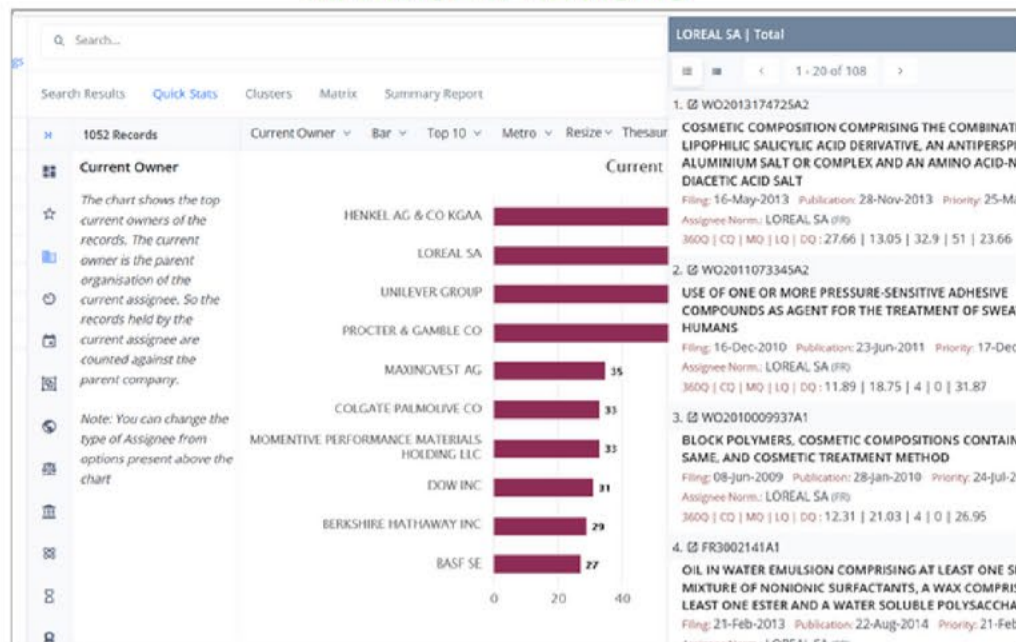 gs
Search...
Search Results Quick Stats Clusters Matrix Summary Report
1052 Records
Current Owner Bar Top 10 Metro Resize Thesaur
Current Owner
The chart shows the top
current owners of the
records. The current
owner is the parent
organisation of the
current assignee. So the
records held by the
current assignee are
counted against the
parent company.
Note: You can change the
type of Assignee from
options present above the
chart
Current
HENKEL AG & CO KGAA
LOREAL SA
UNILEVER GROUP
PROCTER & GAMBLE CO
MAXINGVEST AG 35
COLGATE PALMOLIVE CO 33
MOMENTIVE PERFORMANCE MATERIALS
HOLDING LLC 33
DOW INC 31
BERKSHIRE HATHAWAY INC 29
BASF SE 27
0 20 40
LOREAL SA | Total
1 - 20 of 108
1. WO2013174725A2
COSMETIC COMPOSITION COMPRISING THE COMBINATI
LIPOPHILIC SALICYLIC ACID DERIVATIVE, AN ANTIPERSPI
ALUMINIUM SALT OR COMPLEX AND AN AMINO ACID-N
DIACETIC ACID SALT
Filing: 16-May-2013 Publication: 28-Nov-2013 Priority: 25-Ma
Assignee Norm.: LOREAL SA (FR)
360Q | CQ | MQ | LQ | DQ : 27.66 | 13.05 | 32.9 | 51 | 23.66
2. WO2011073345A2
USE OF ONE OR MORE PRESSURE-SENSITIVE ADHESIVE
COMPOUNDS AS AGENT FOR THE TREATMENT OF SWEA
HUMANS
Filing: 16-Dec-2010 Publication: 23-Jun-2011 Priority: 17-Dec
Assignee Norm.: LOREAL SA (FR)
360Q | CQ | MQ | LQ | DQ : 11.89 | 18.75 | 4 | 0 | 31.87
3. WO2010009937A1
BLOCK POLYMERS, COSMETIC COMPOSITIONS CONTAIN
SAME, AND COSMETIC TREATMENT METHOD
Filing: 08-Jun-2009 Publication: 28-Jan-2010 Priority: 24-Jul-2
Assignee Norm.: LOREAL SA (FR)
360Q | CQ | MQ | LQ | DQ : 12.31 | 21.03 | 4 | 0 | 26.95
4. FR3002141A1
OIL IN WATER EMULSION COMPRISING AT LEAST ONE SI
MIXTURE OF NONIONIC SURFACTANTS, A WAX COMPRIS
LEAST ONE ESTER AND A WATER SOLUBLE POLYSACCHA
Filing: 21-Feb-2013 Publication: 22-Aug-2014 Priority: 21-Feb